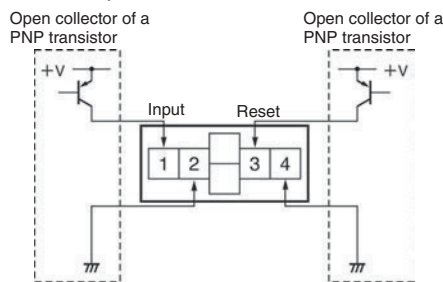 Open collector of a
PNP transistor
Open collector of a
PNP transistor
+V
+V
Input
Reset
1 2 3 4